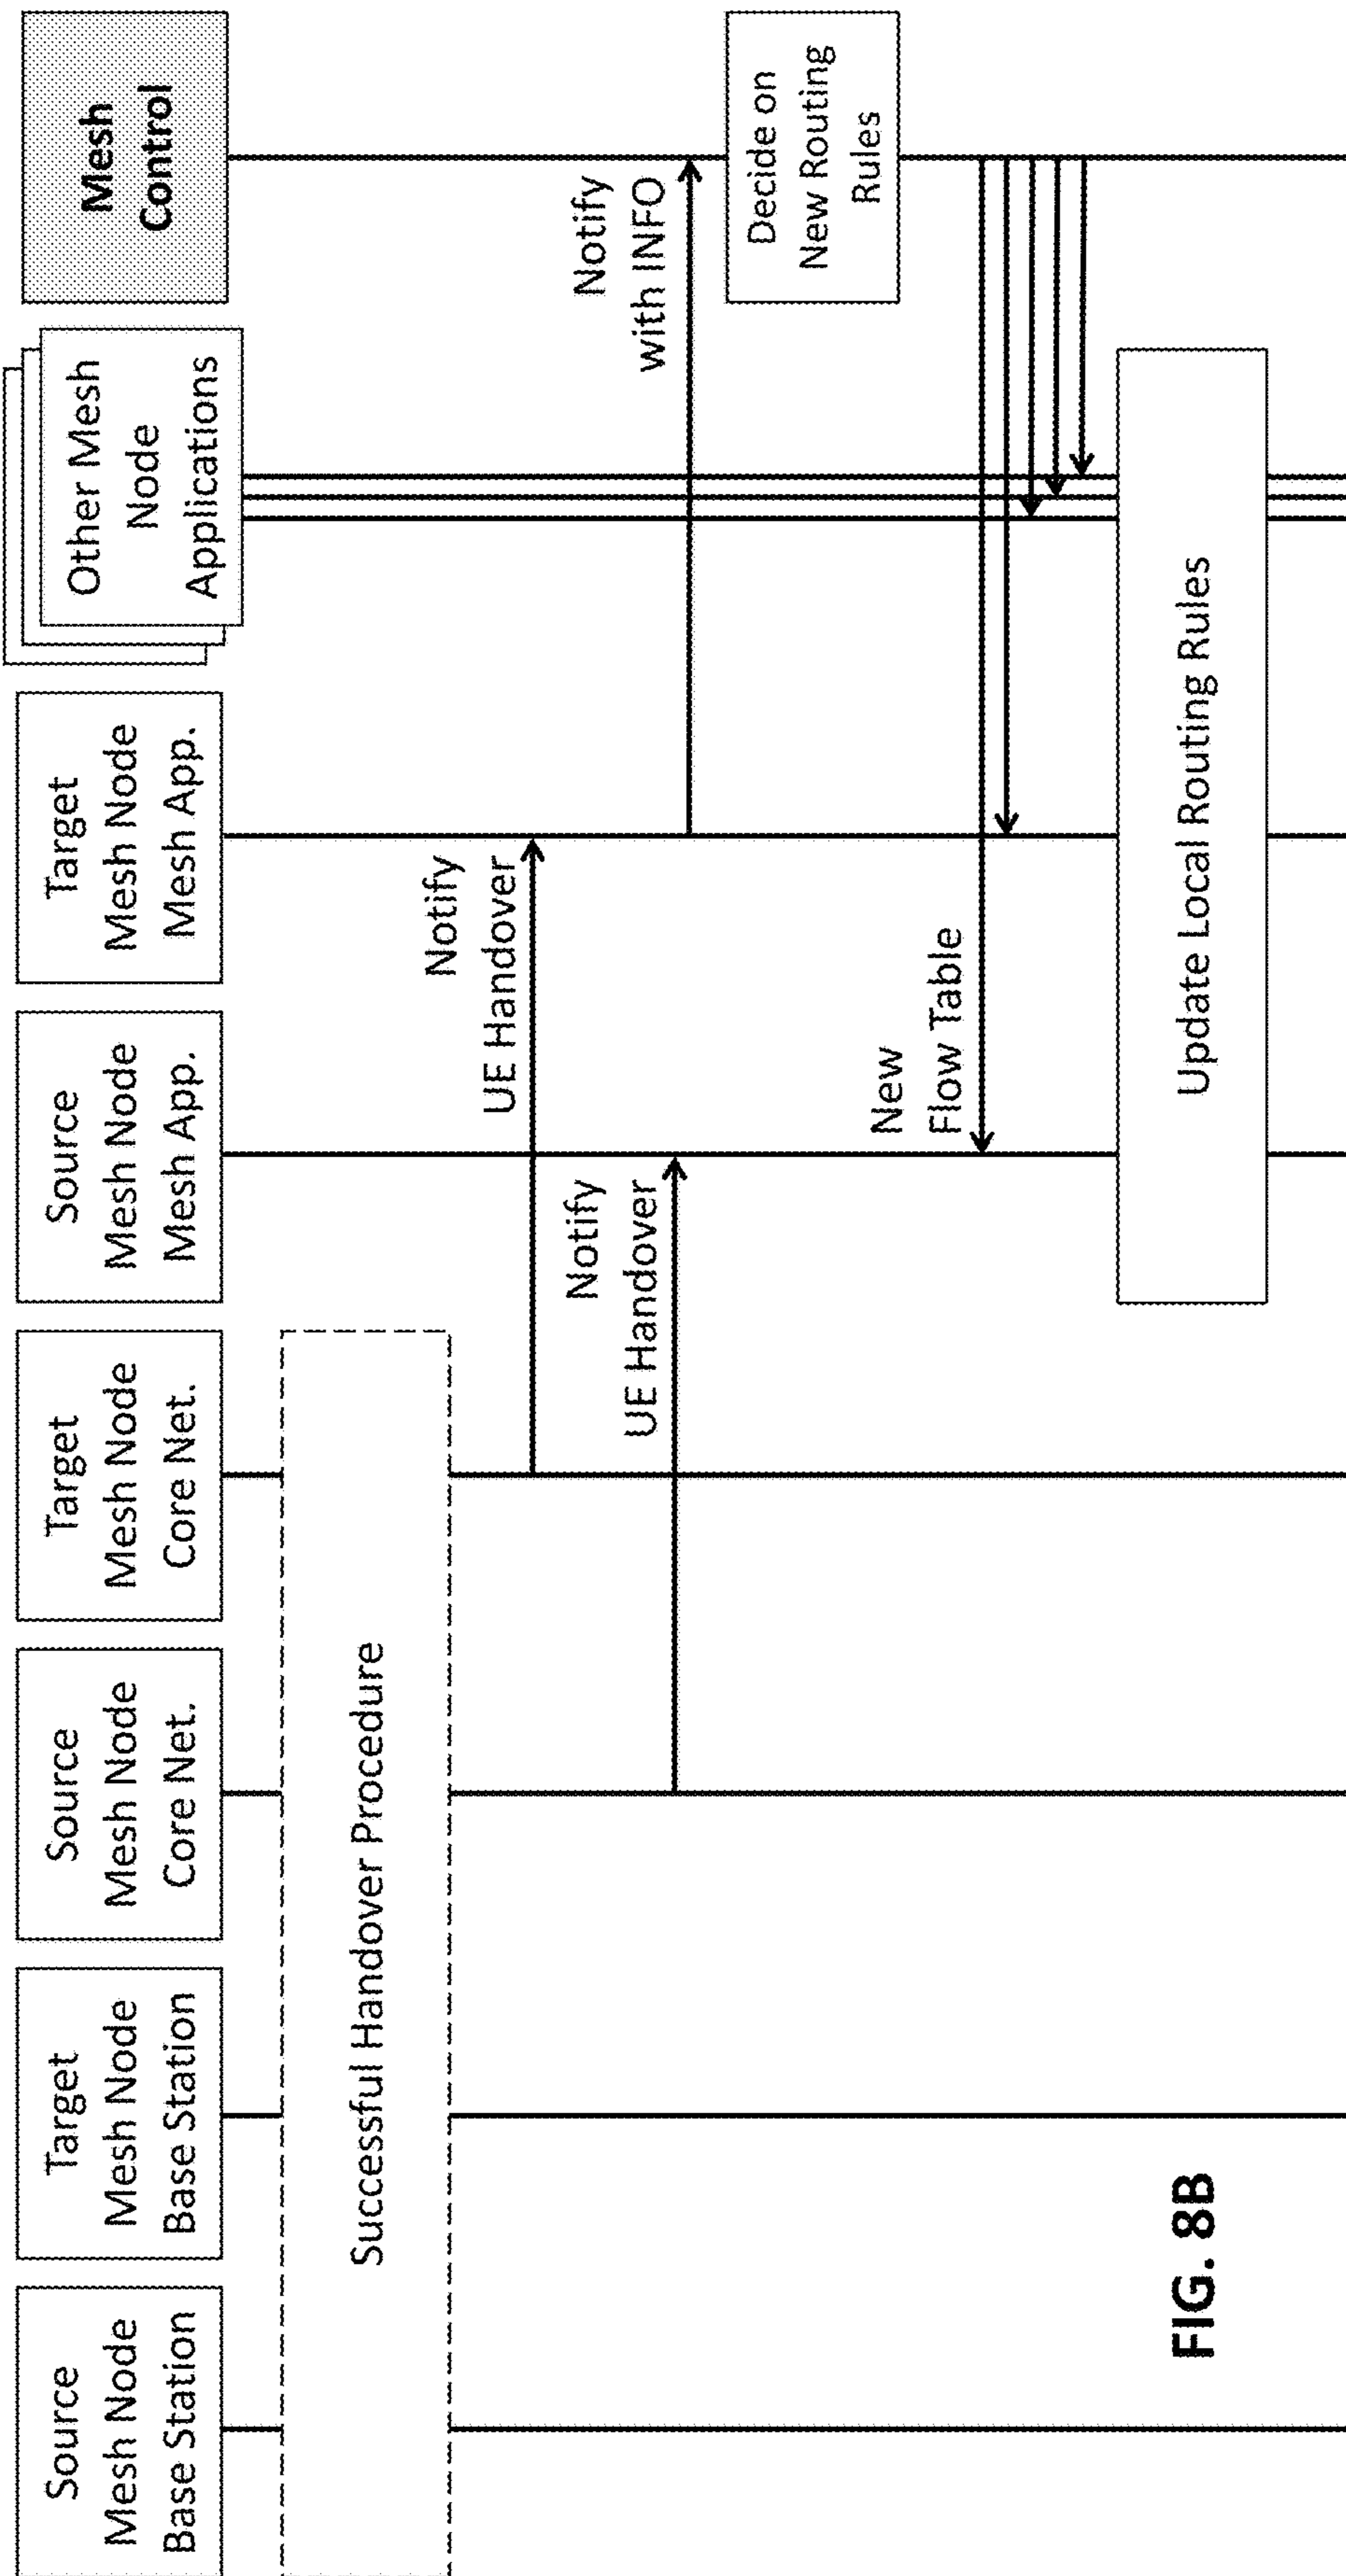 Source
Mesh Node
Base Station
Target
Mesh Node
Base Station
Source
Mesh Node
Core Net.
Target
Mesh Node
Core Net.
Source
Mesh Node
Mesh App.
Target
Mesh Node
Mesh App.
Other Mesh
Node
Applications
Mesh
Control
Successful Handover Procedure
Notify
UE Handover
Notify
UE Handover
Notify
with INFO
Decide on
New Routing
Rules
New
Flow Table
Update Local Routing Rules
FIG. 8B